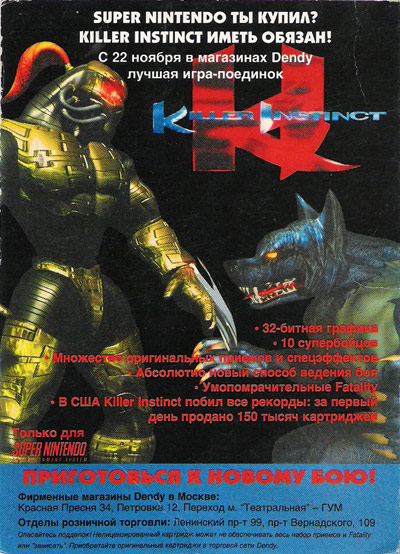 SUPER NINTENDO ТЫ КУПИЛ?
KILLER INSTINCT ИМЕТЬ ОБЯЗАН!
С 22 ноября в магазинах Dendy
лучшая игра-поединок
KILLER INSTINCT
• 32-битная графика
• 10 супербойцов
• Множество оригинальных приемов и спецэффектов
• Абсолютно новый способ ведения боя
• Умопомрачительные Fatality
• В США Killer Instinct побил все рекорды: за первый
день продано 150 тысяч картриджей
Только для
SUPER NINTENDO
ENTERTAINMENT SYSTEM
ПРИГОТОВЬСЯ К НОВОМУ БОЮ!
Фирменные магазины Dendy в Москве:
Красная Пресня 34, Петровка 12, Переход м. "Театральная" – ГУМ
Отделы розничной торговли: Ленинский пр-т 99, пр-т Вернадского, 109
Опасайтесь подделок! Нелицензированный картридж может не обеспечивать весь набор приемов и Fatality
или "зависать". Приобретайте оригинальные картриджи в торговой сети Dendy.